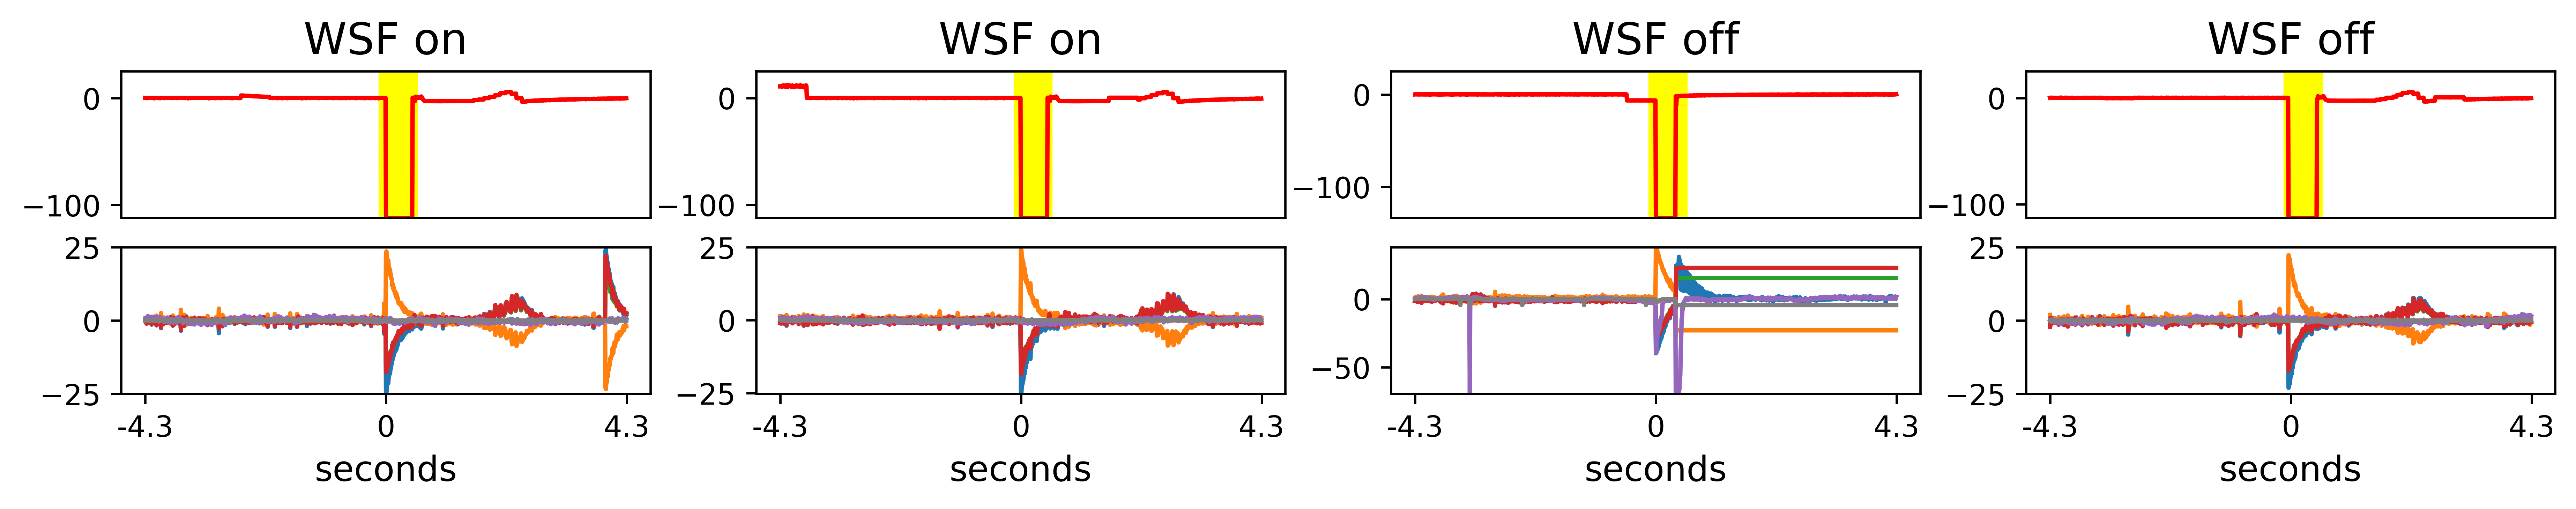 WSF on WSF on WSF off WSF off
0 0 0 0
−100 −100 −100 −100
25 25 25
0 0 0 0
−25 −25 −50 −25
-4.3 0 4.3 -4.3 0 4.3 -4.3 0 4.3 -4.3 0 4.3
seconds seconds seconds seconds